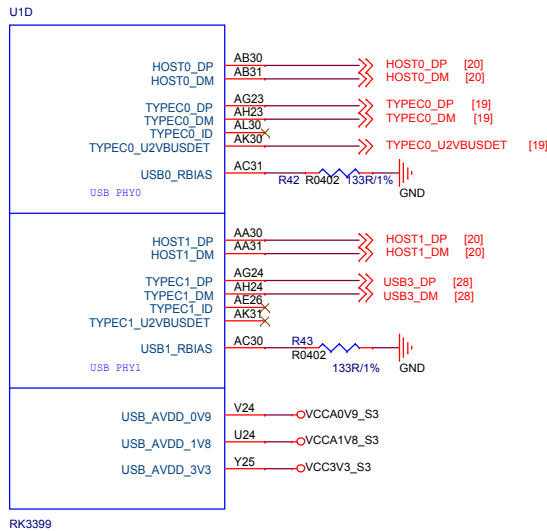 U1D
HOST0_DP AB30 HOST0_DP [20]
HOST0_DM AB31 HOST0_DM [20]
TYPEC0_DP AG23 TYPEC0_DP [19]
TYPEC0_DM AH23 TYPEC0_DM [19]
TYPEC0_ID AL30
TYPEC0_U2VBUSDET AK30 TYPEC0_U2VBUSDET [19]
USB0_RBIAS AC31
R42 R0402 133R/1%
GND
USB PHY0
HOST1_DP AA30 HOST1_DP [20]
HOST1_DM AA31 HOST1_DM [20]
TYPEC1_DP AG24 USB3_DP [28]
TYPEC1_DM AH24 USB3_DM [28]
TYPEC1_ID AE26
TYPEC1_U2VBUSDET AK31
USB1_RBIAS AC30 R43
R0402
133R/1%
GND
USB PHY1
USB_AVDD_0V9 V24 VCCA0V9_S3
USB_AVDD_1V8 U24 VCCA1V8_S3
USB_AVDD_3V3 Y25 VCC3V3_S3
RK3399